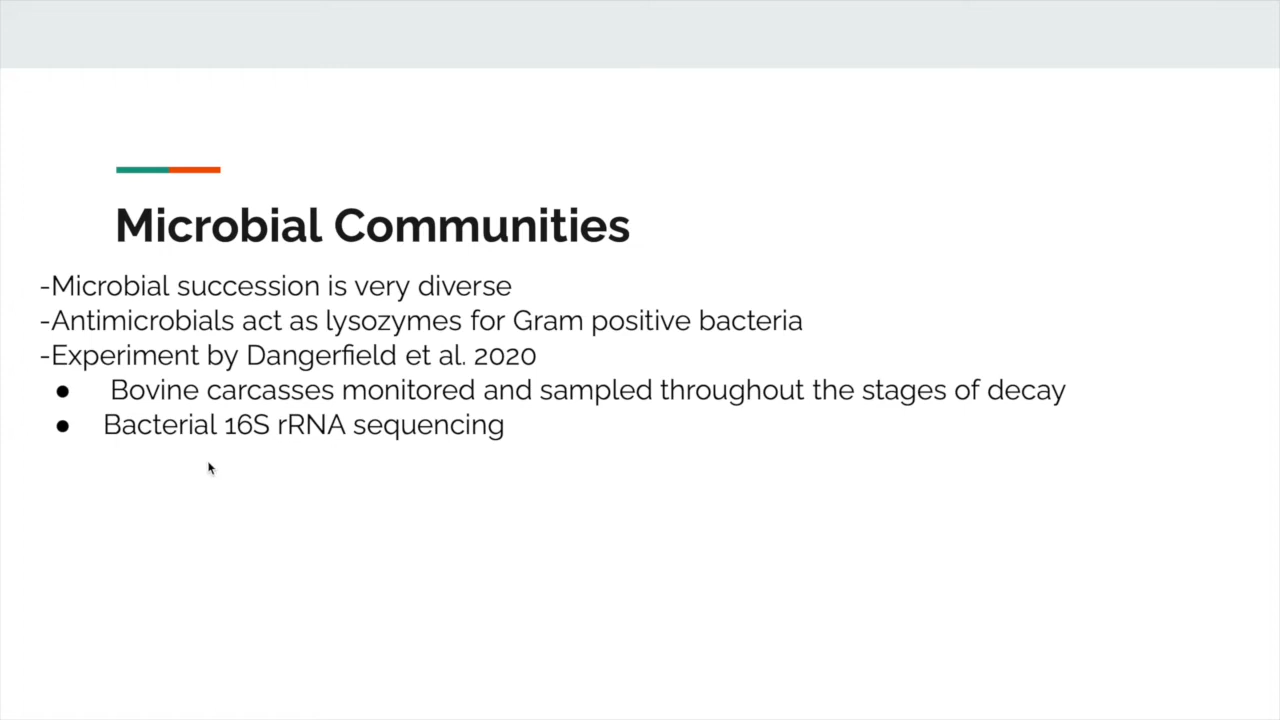 Microbial Communities
-Microbial succession is very diverse
-Antimicrobials act as lysozymes for Gram positive bacteria
-Experiment by Dangerfield et al. 2020
● Bovine carcasses monitored and sampled throughout the stages of decay
● Bacterial 16S rRNA sequencing